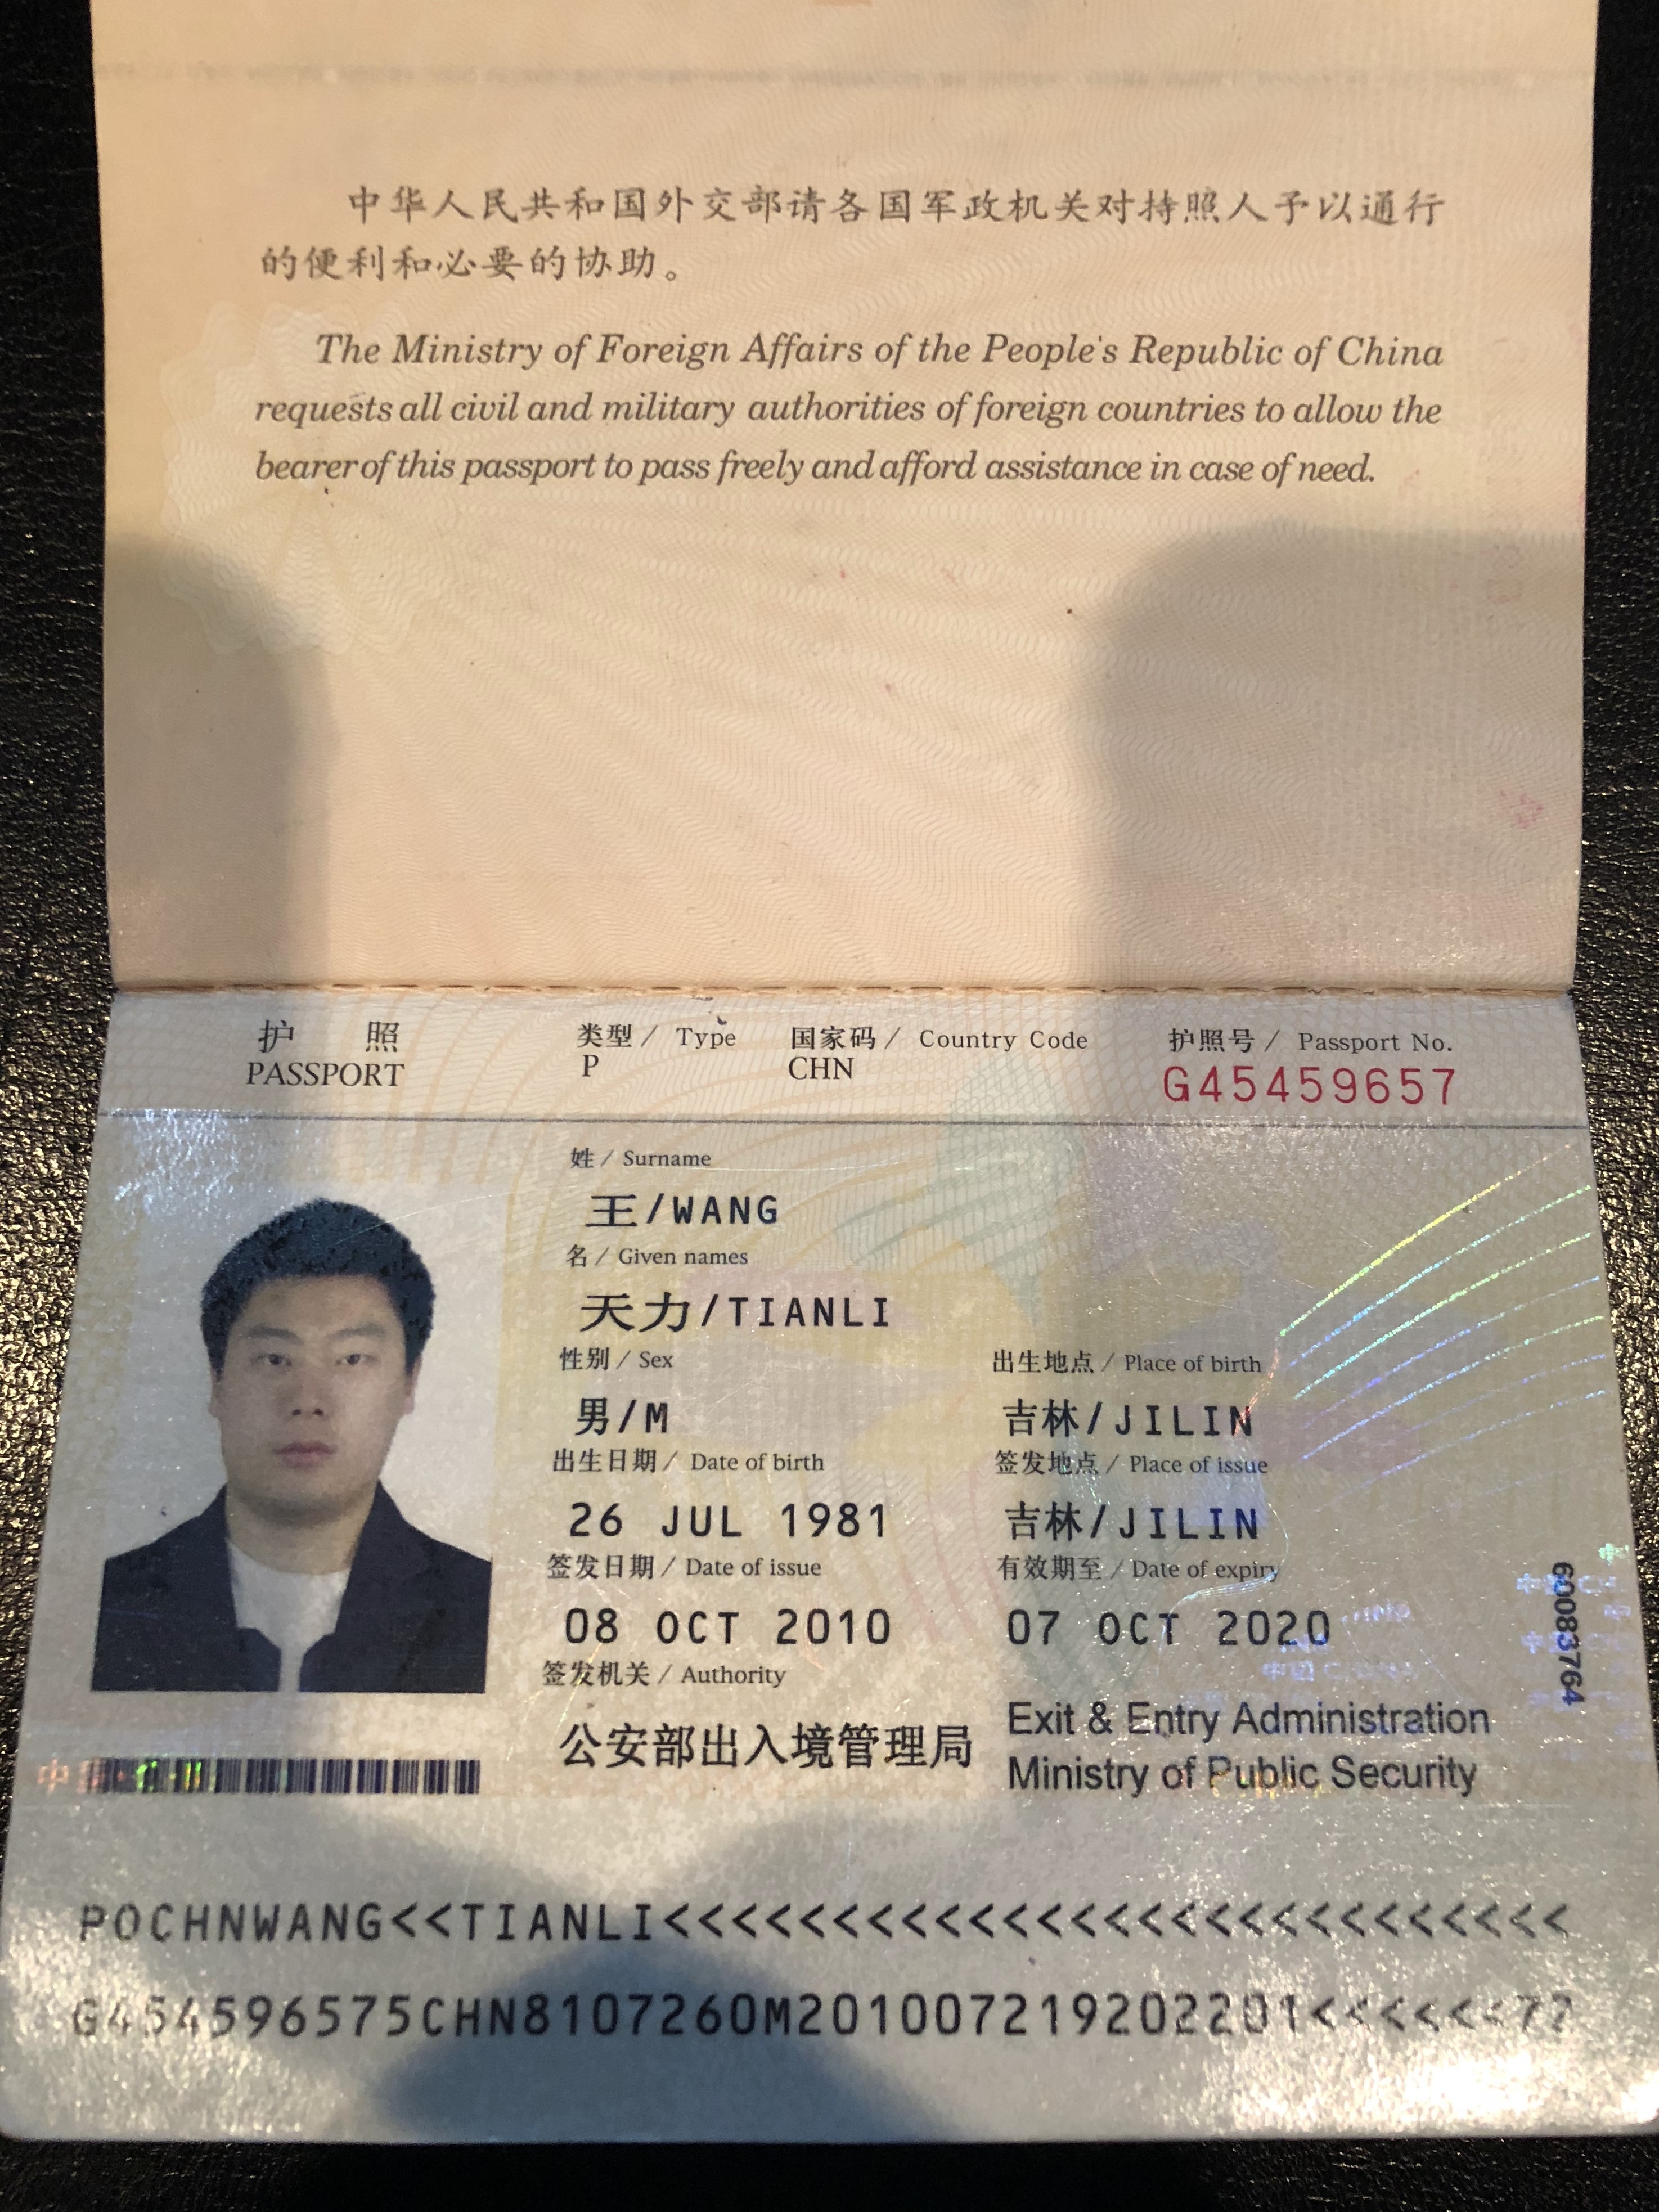 中华人民共和国外交部请各国军政机关对持照人予以通行
的便利和必要的协助。
The Ministry of Foreign Affairs of the People's Republic of China
requests all civil and military authorities of foreign countries to allow the
bearer of this passport to pass freely and afford assistance in case of need.
护 照
PASSPORT
类型 / Type
P
国家码 / Country Code
CHN
护照号 / Passport No.
G45459657
姓 / Surname
王/WANG
名 / Given names
天力/TIANLI
性别 / Sex
男/M
出生地点 / Place of birth
吉林/JILIN
出生日期 / Date of birth
26 JUL 1981
签发地点 / Place of issue
吉林/JILIN
签发日期 / Date of issue
08 OCT 2010
有效期至 / Date of expiry
07 OCT 2020
签发机关 / Authority
公安部出入境管理局
Exit & Entry Administration
Ministry of Public Security
60083764
POCHNWANG<<TIANLI<<<<<<<<<<<<<<<<<<<<<<<<<<<
G454596575CHN8107260M201007219202201<<<<<<72